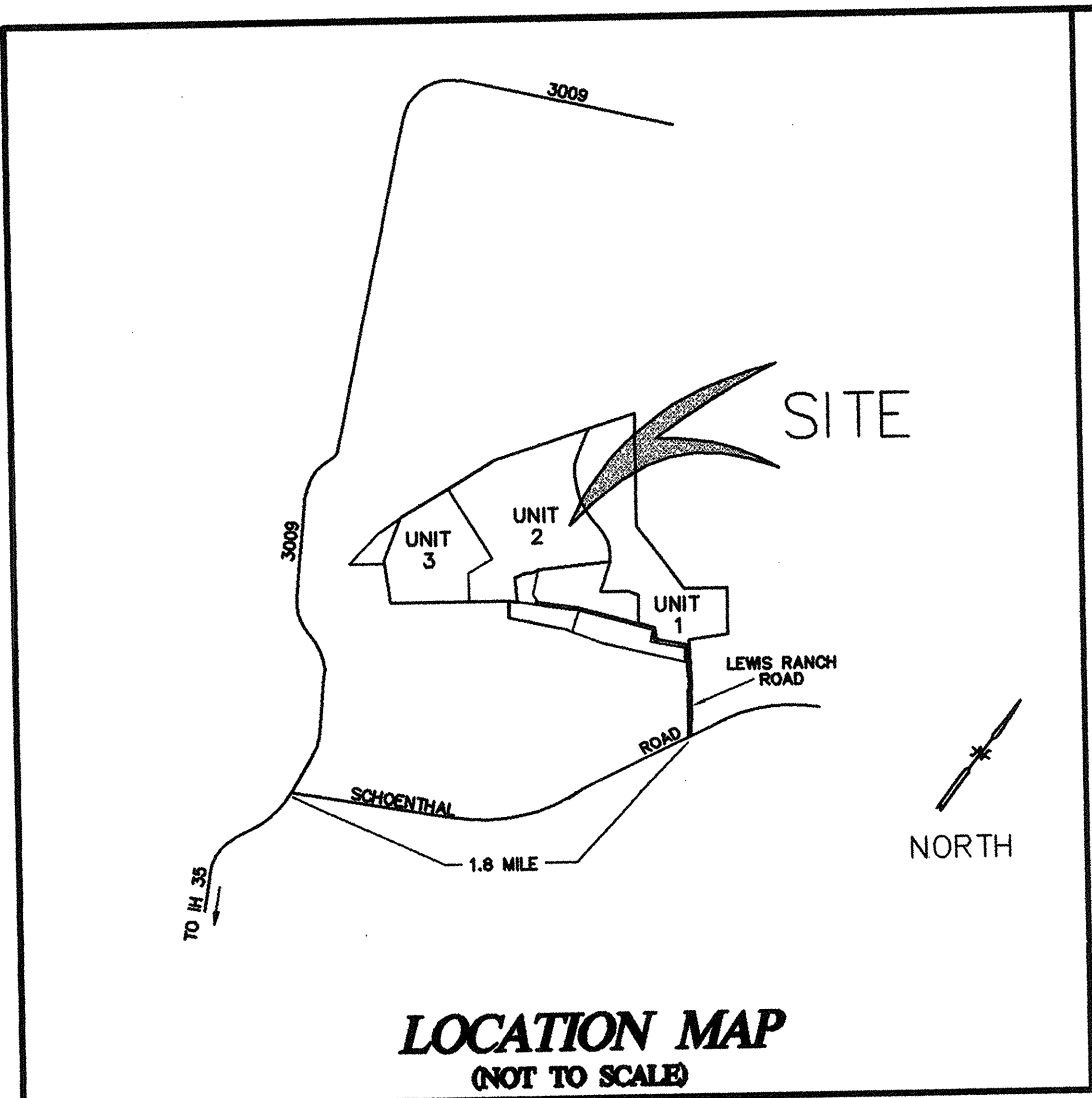 3009
SITE
UNIT
2
UNIT
3
3009
UNIT
1
LEWIS RANCH
ROAD
ROAD
SCHOENTHAL
1.8 MILE
NORTH
TO IH 35
LOCATION MAP
(NOT TO SCALE)